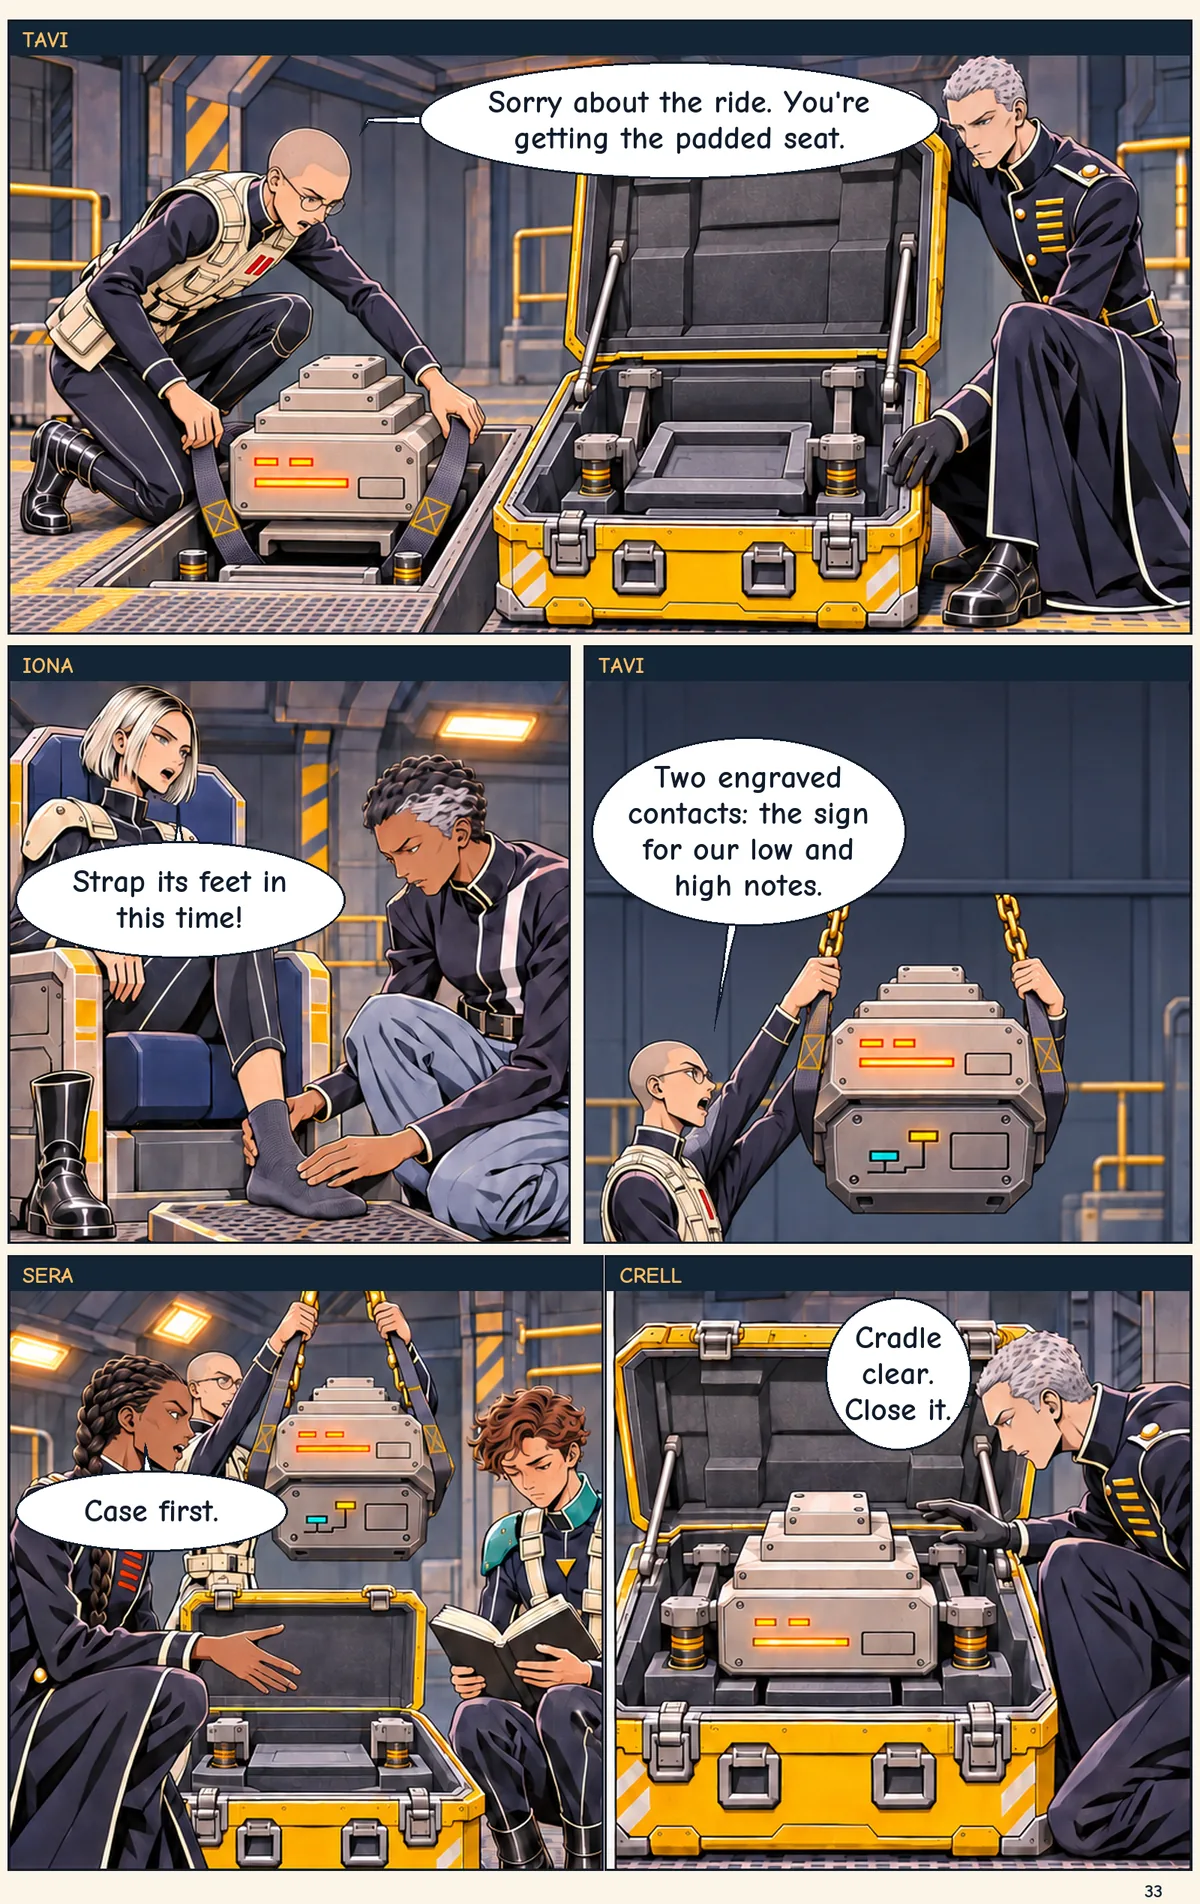 TAVI
Sorry about the ride. You're
getting the padded seat.
IONA
Strap its feet in
this time!
TAVI
Two engraved
contacts: the sign
for our low and
high notes.
SERA
Case first.
CRELL
Cradle
clear.
Close it.
33